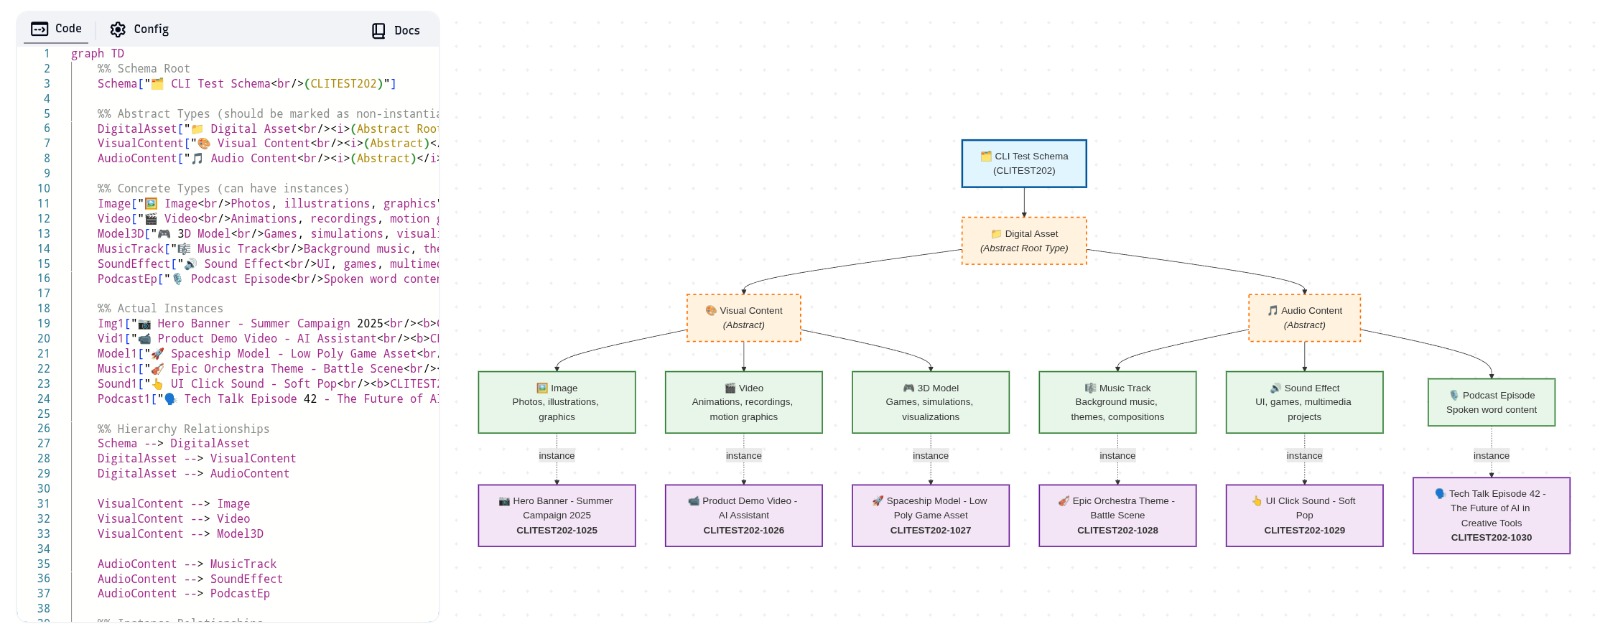 Code
Config
Docs
1 graph TD
2 %% Schema Root
3 Schema["🗂️ CLI Test Schema<br/>(CLITEST202)"]
4
5 %% Abstract Types (should be marked as non-instantia
6 DigitalAsset["📁 Digital Asset<br/><i>(Abstract Roo
7 VisualContent["🎨 Visual Content<br/><i>(Abstract)</
8 AudioContent["🎵 Audio Content<br/><i>(Abstract)</i>
9
10 %% Concrete Types (can have instances)
11 Image["🖼️ Image<br/>Photos, illustrations, graphics"
12 Video["🎬 Video<br/>Animations, recordings, motion g
13 Model3D["🎮 3D Model<br/>Games, simulations, visuali
14 MusicTrack["🎼 Music Track<br/>Background music, the
15 SoundEffect["🔊 Sound Effect<br/>UI, games, multimed
16 PodcastEp["🎙️ Podcast Episode<br/>Spoken word conten
17
18 %% Actual Instances
19 Img1["📷 Hero Banner - Summer Campaign 2025<br/><b>C
20 Vid1["📹 Product Demo Video - AI Assistant<br/><b>CL
21 Model1["🚀 Spaceship Model - Low Poly Game Asset<br/
22 Music1["🎻 Epic Orchestra Theme - Battle Scene<br/><
23 Sound1["👆 UI Click Sound - Soft Pop<br/><b>CLITEST2
24 Podcast1["🗣️ Tech Talk Episode 42 - The Future of AI
25
26 %% Hierarchy Relationships
27 Schema --> DigitalAsset
28 DigitalAsset --> VisualContent
29 DigitalAsset --> AudioContent
30
31 VisualContent --> Image
32 VisualContent --> Video
33 VisualContent --> Model3D
34
35 AudioContent --> MusicTrack
36 AudioContent --> SoundEffect
37 AudioContent --> PodcastEp
38
🗂️ CLI Test Schema
(CLITEST202)
📁 Digital Asset
(Abstract Root Type)
🎨 Visual Content
(Abstract)
🎵 Audio Content
(Abstract)
🖼️ Image
Photos, illustrations,
graphics
🎬 Video
Animations, recordings,
motion graphics
🎮 3D Model
Games, simulations,
visualizations
🎼 Music Track
Background music,
themes, compositions
🔊 Sound Effect
UI, games, multimedia
projects
🎙️ Podcast Episode
Spoken word content
instance
instance
instance
instance
instance
instance
📷 Hero Banner - Summer
Campaign 2025
CLITEST202-1025
📹 Product Demo Video -
AI Assistant
CLITEST202-1026
🚀 Spaceship Model - Low
Poly Game Asset
CLITEST202-1027
🎻 Epic Orchestra Theme -
Battle Scene
CLITEST202-1028
👆 UI Click Sound - Soft
Pop
CLITEST202-1029
🗣️ Tech Talk Episode 42 -
The Future of AI in
Creative Tools
CLITEST202-1030